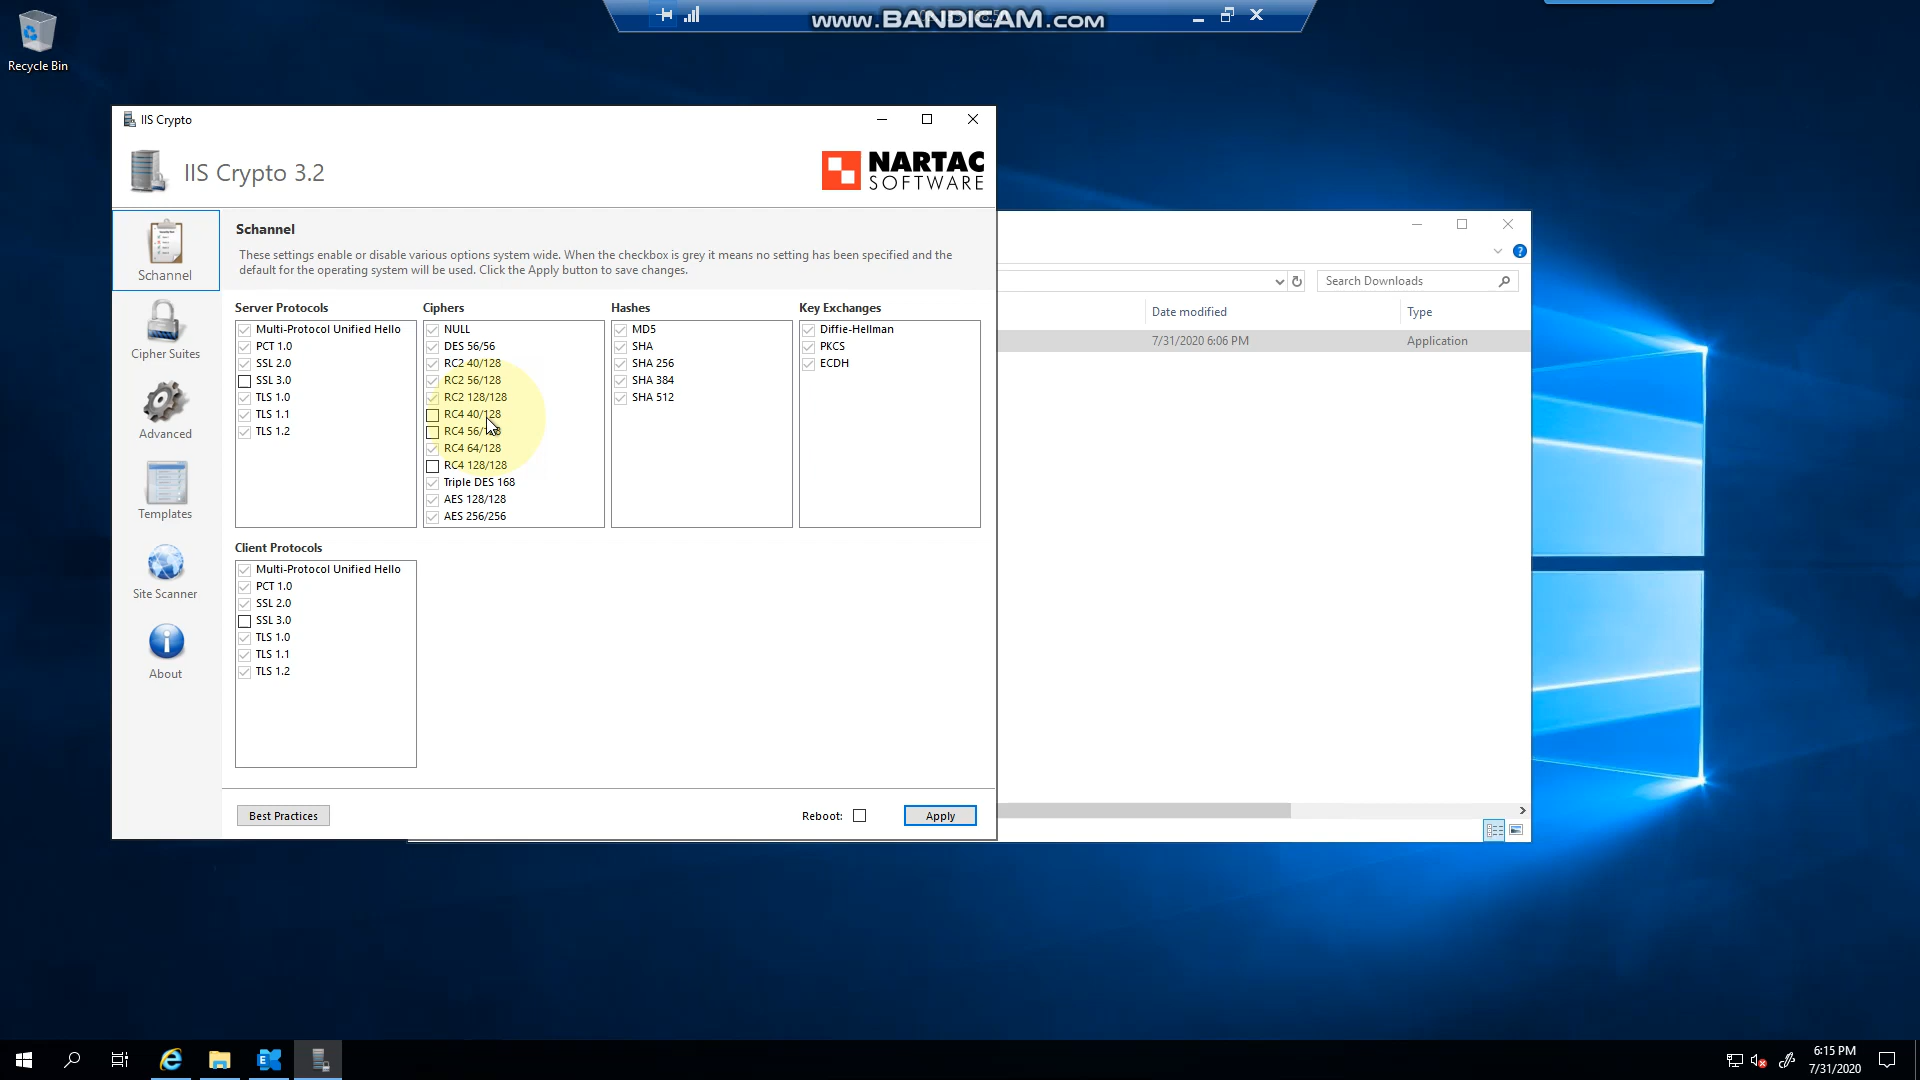 www.BANDICAM.com
Recycle Bin
IIS Crypto
IIS Crypto 3.2
NARTAC
SOFTWARE
Schannel
These settings enable or disable various options system wide. When the checkbox is grey it means no setting has been specified and the
default for the operating system will be used. Click the Apply button to save changes.
Schannel
Cipher Suites
Advanced
Templates
Site Scanner
About
Server Protocols
Multi-Protocol Unified Hello
PCT 1.0
SSL 2.0
SSL 3.0
TLS 1.0
TLS 1.1
TLS 1.2
Ciphers
NULL
DES 56/56
RC2 40/128
RC2 56/128
RC2 128/128
RC4 40/128
RC4 56/128
RC4 64/128
RC4 128/128
Triple DES 168
AES 128/128
AES 256/256
Hashes
MD5
SHA
SHA 256
SHA 384
SHA 512
Key Exchanges
Diffie-Hellman
PKCS
ECDH
Client Protocols
Multi-Protocol Unified Hello
PCT 1.0
SSL 2.0
SSL 3.0
TLS 1.0
TLS 1.1
TLS 1.2
Best Practices
Reboot:
Apply
Search Downloads
Date modified
Type
7/31/2020 6:06 PM
Application
6:15 PM
7/31/2020